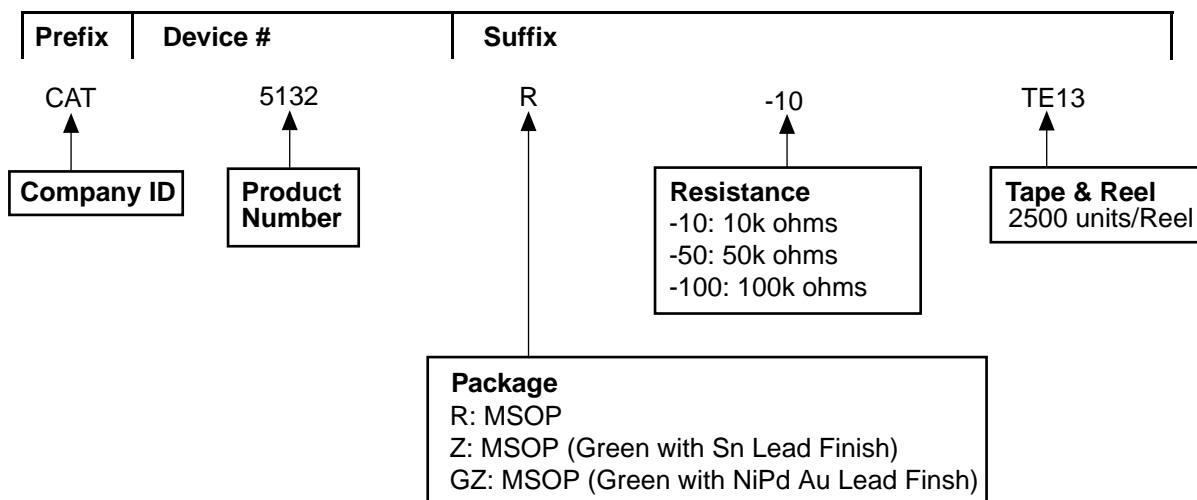 Prefix Device # Suffix
CAT 5132 R -10 TE13
Company ID
Product
Number
Resistance
-10: 10k ohms
-50: 50k ohms
-100: 100k ohms
Tape & Reel
2500 units/Reel
Package
R: MSOP
Z: MSOP (Green with Sn Lead Finish)
GZ: MSOP (Green with NiPd Au Lead Finsh)